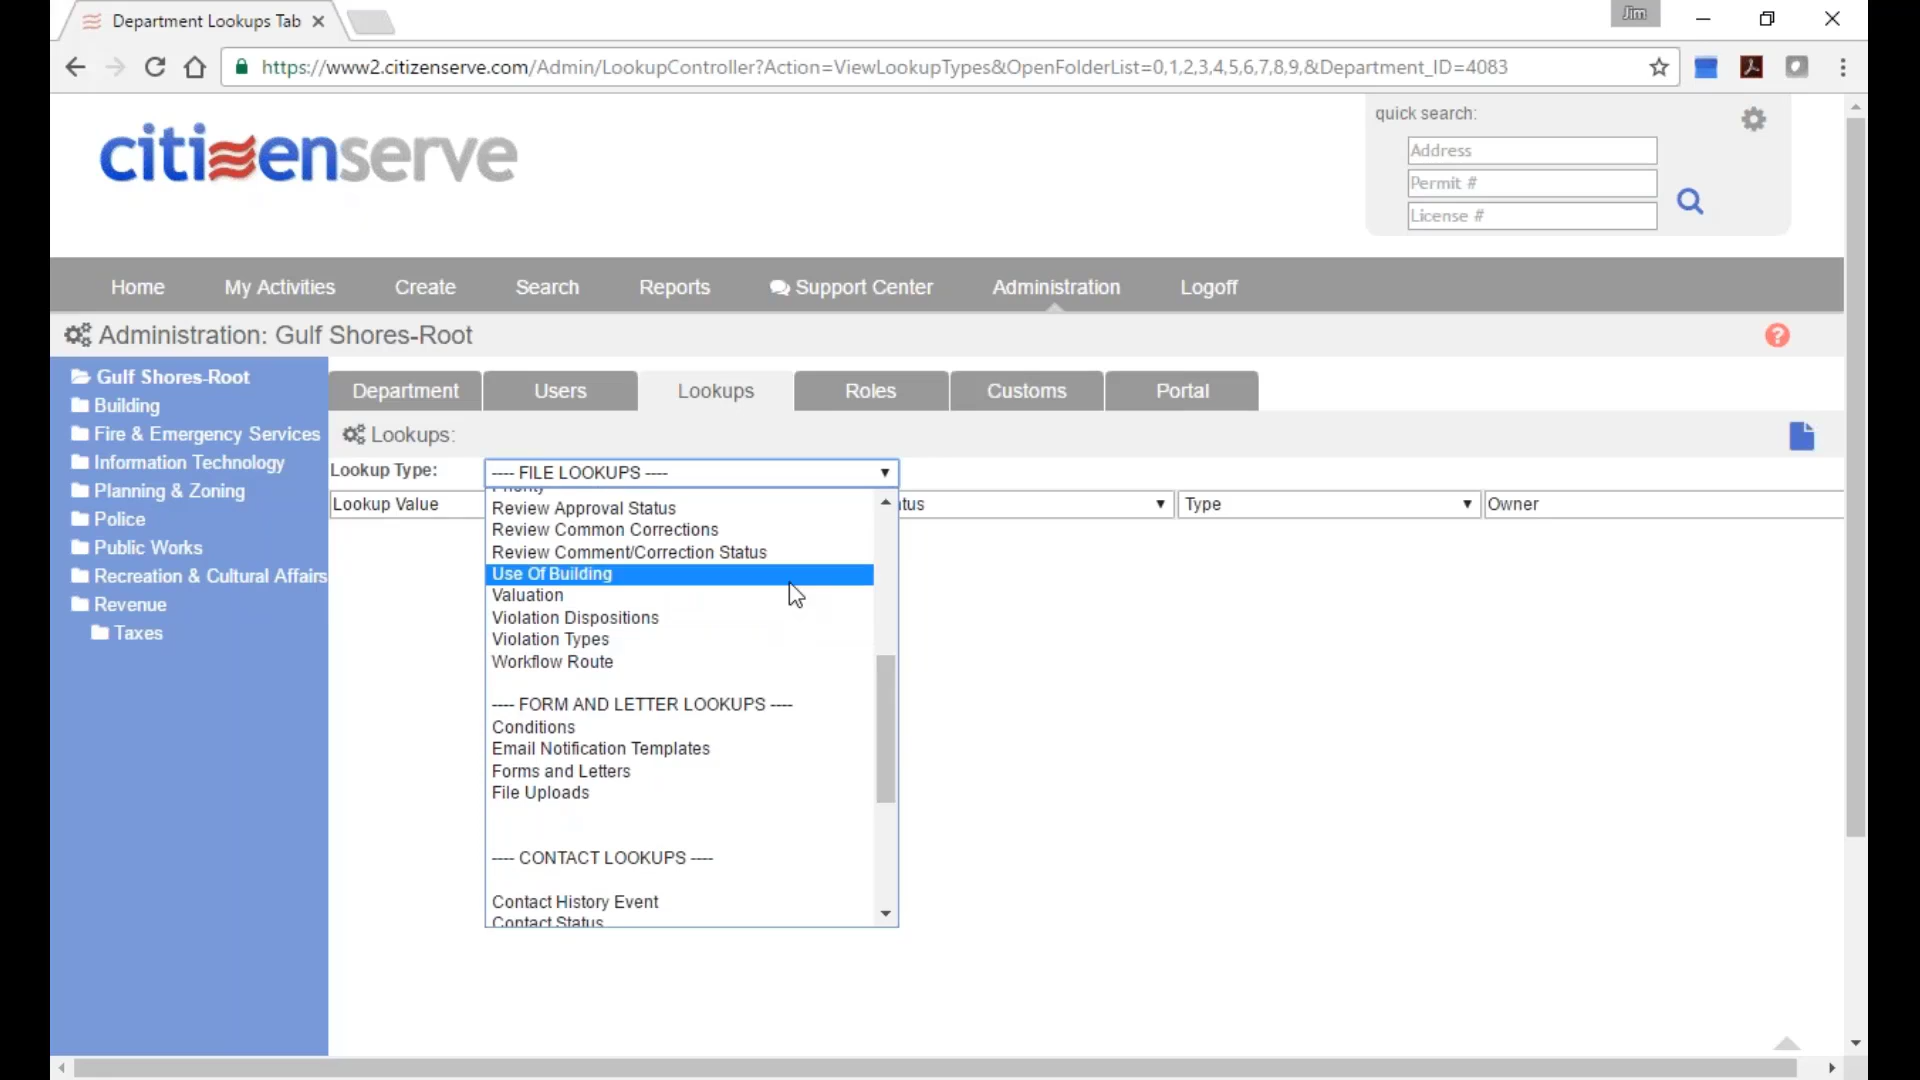 Department Lookups Tab
Jim
https://www2.citizenserve.com/Admin/LookupController?Action=ViewLookupTypes&OpenFolderList=0,1,2,3,4,5,6,7,8,9,&Department_ID=4083
citizenserve
quick search:
Address
Permit #
License #
Home My Activities Create Search Reports Support Center Administration Logoff
Administration: Gulf Shores-Root
?
Gulf Shores-Root
Building
Fire & Emergency Services
Information Technology
Planning & Zoning
Police
Public Works
Recreation & Cultural Affairs
Revenue
Taxes
Department Users Lookups Roles Customs Portal
Lookups:
Lookup Type: ---- FILE LOOKUPS ----
Lookup Value tus Type Owner
Priority
Review Approval Status
Review Common Corrections
Review Comment/Correction Status
Use Of Building
Valuation
Violation Dispositions
Violation Types
Workflow Route
---- FORM AND LETTER LOOKUPS ----
Conditions
Email Notification Templates
Forms and Letters
File Uploads
---- CONTACT LOOKUPS ----
Contact History Event
Contact Status